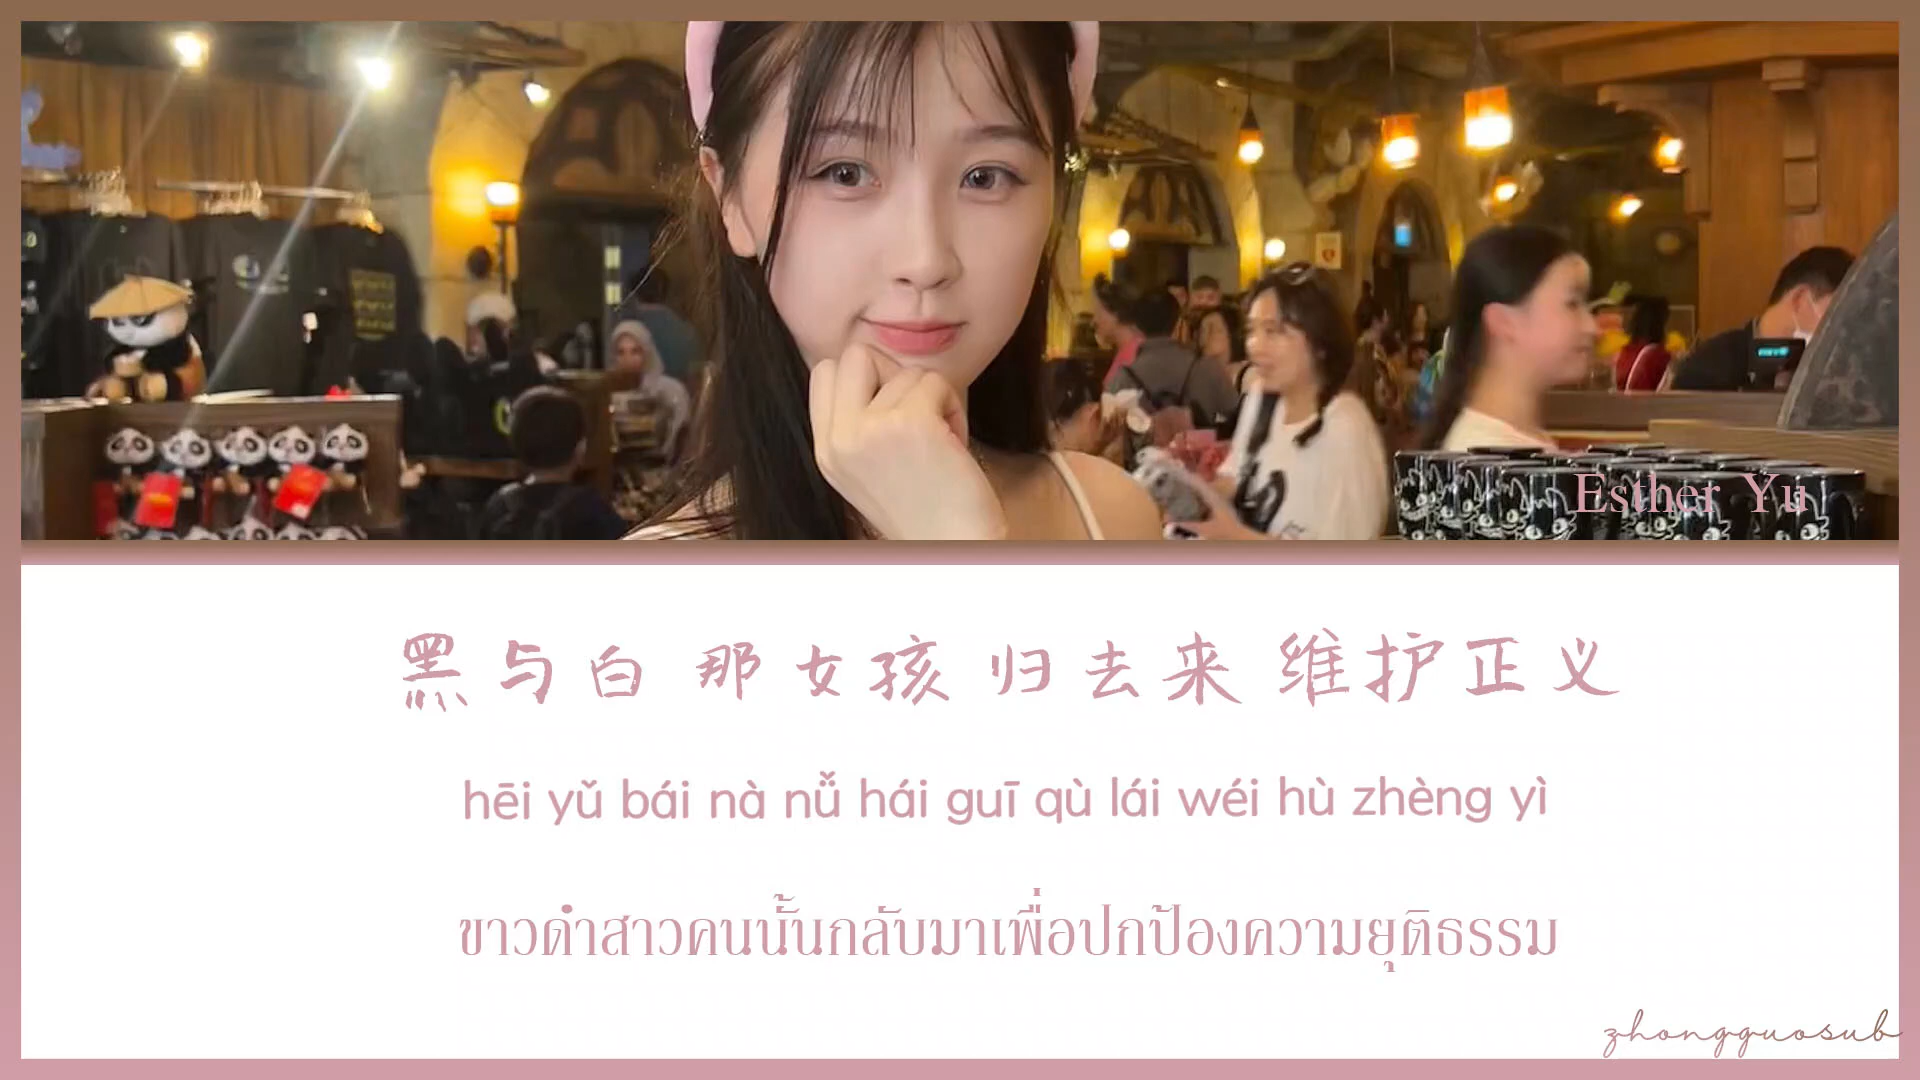 Esther Yu
黑与白 那女孩 归去来 维护正义
hēi yǔ bái nà nǚ hái guī qù lái wéi hù zhèng yì
ขาวดำสาวคนนั้นกลับมาเพื่อปกป้องความยุติธรรม
zhongguosub